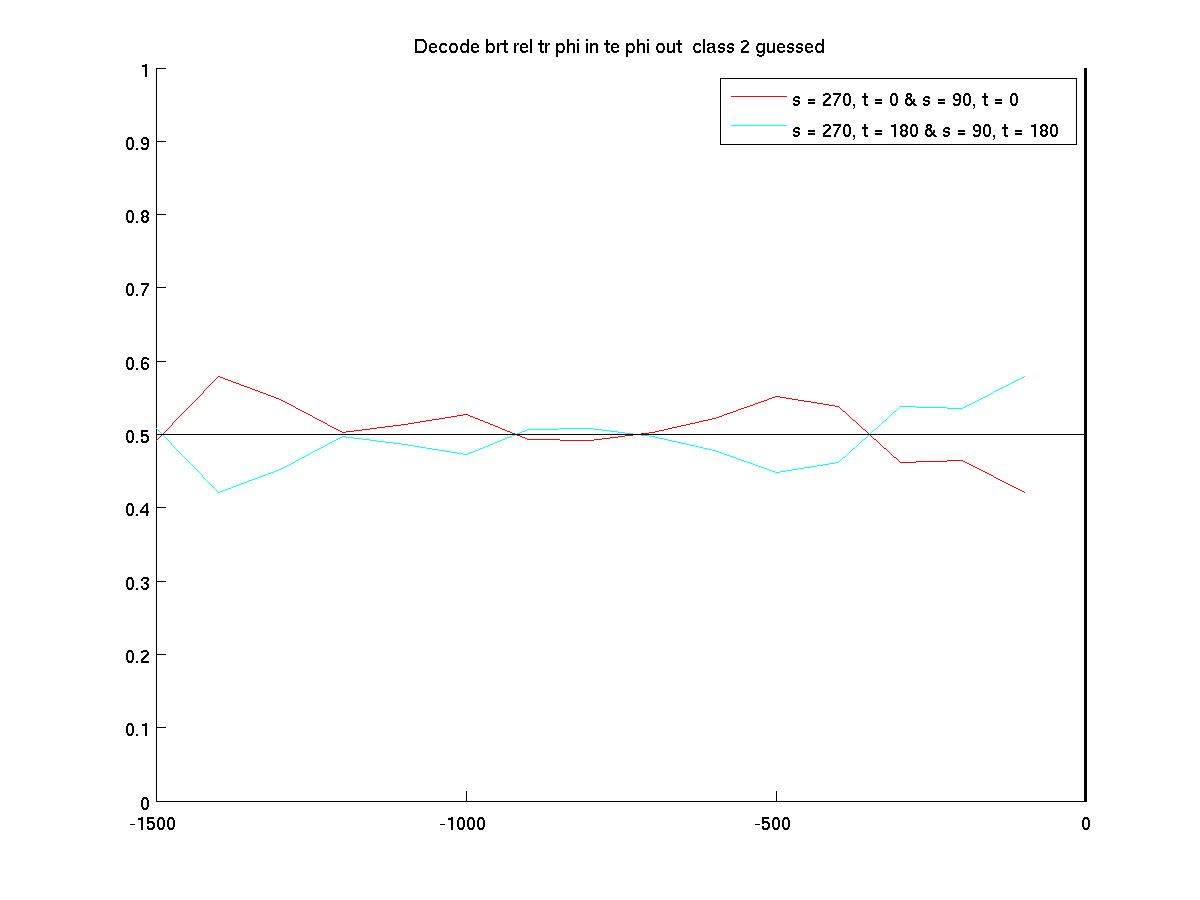 Decode brt rel tr phi in te phi out class 2 guessed
s = 270, t = 0 & s = 90, t = 0
s = 270, t = 180 & s = 90, t = 180
1
0.9
0.8
0.7
0.6
0.5
0.4
0.3
0.2
0.1
0
-1500 -1000 -500 0